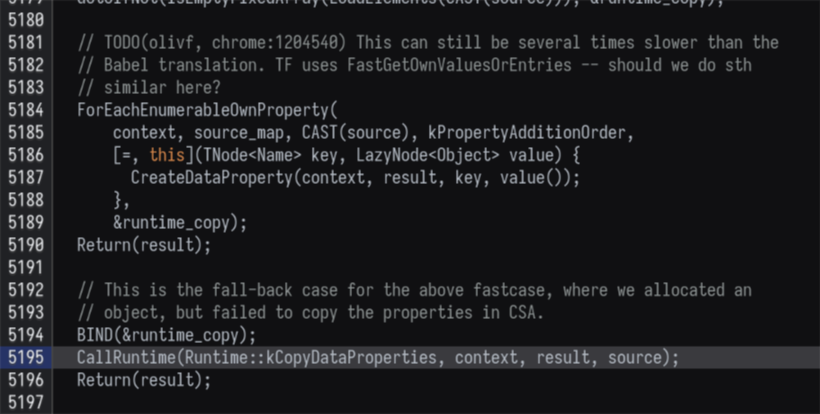 5180
5181 // TODO(olivf, chrome:1204540) This can still be several times slower than the
5182 // Babel translation. TF uses FastGetOwnValuesOrEntries -- should we do sth
5183 // similar here?
5184 ForEachEnumerableOwnProperty(
5185 context, source_map, CAST(source), kPropertyAdditionOrder,
5186 [=, this](TNode<Name> key, LazyNode<Object> value) {
5187 CreateDataProperty(context, result, key, value());
5188 },
5189 &runtime_copy);
5190 Return(result);
5191
5192 // This is the fall-back case for the above fastcase, where we allocated an
5193 // object, but failed to copy the properties in CSA.
5194 BIND(&runtime_copy);
5195 CallRuntime(Runtime::kCopyDataProperties, context, result, source);
5196 Return(result);
5197